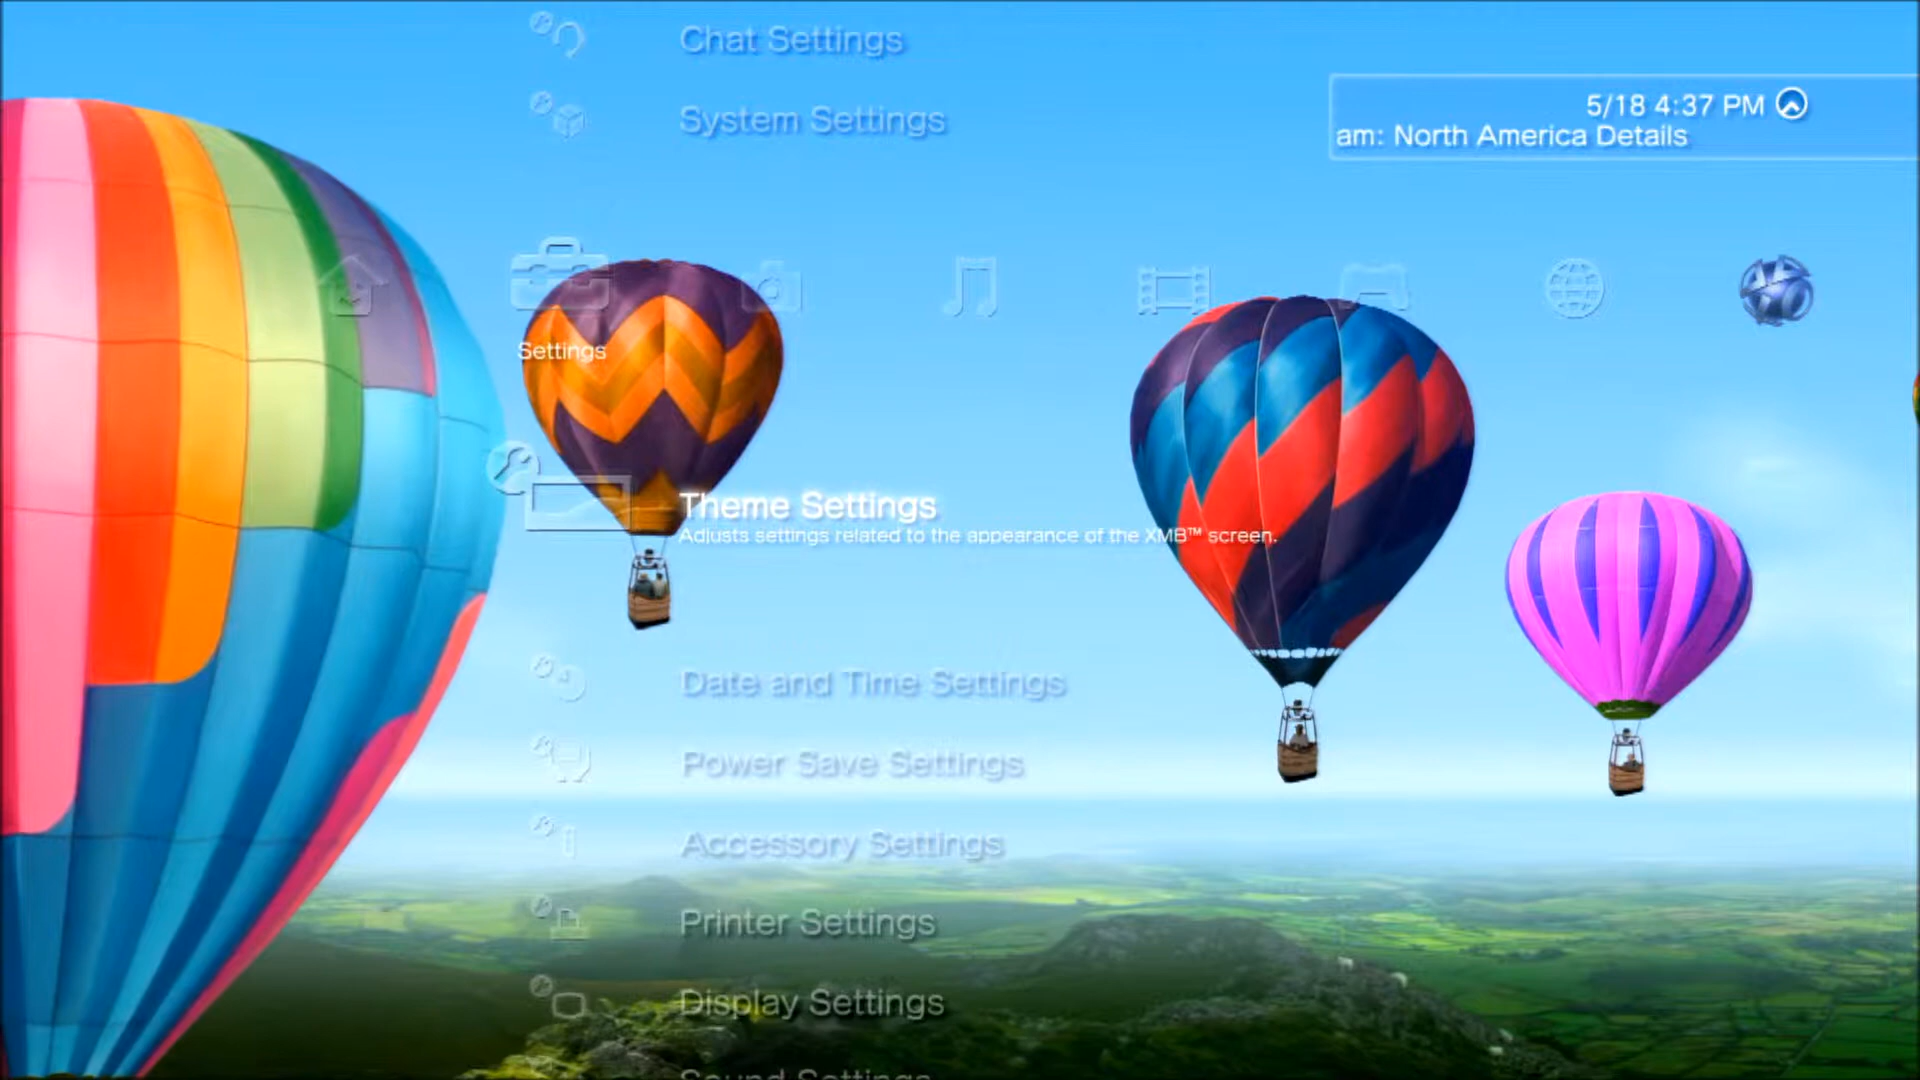 Chat Settings
System Settings
5/18 4:37 PM
am: North America Details
Settings
Theme Settings
Adjusts settings related to the appearance of the XMB™ screen.
Date and Time Settings
Power Save Settings
Accessory Settings
Printer Settings
Display Settings
Sound Settings